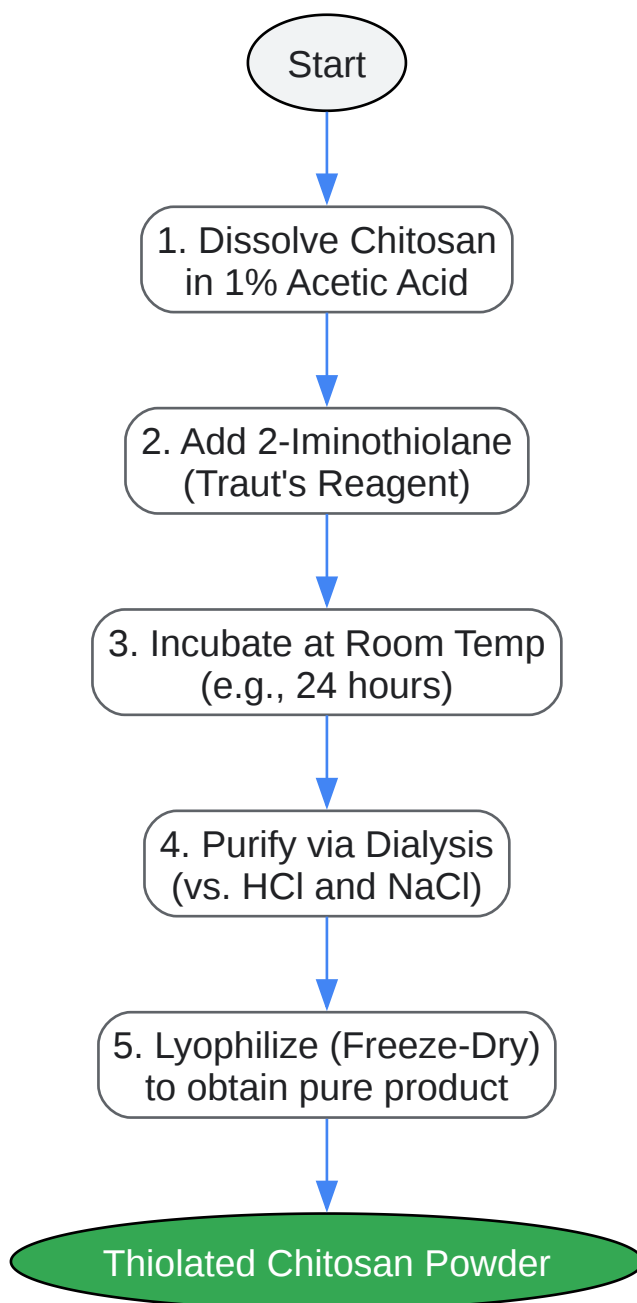 Start
1. Dissolve Chitosan
in 1% Acetic Acid
2. Add 2-Iminothiolane
(Traut's Reagent)
3. Incubate at Room Temp
(e.g., 24 hours)
4. Purify via Dialysis
(vs. HCl and NaCl)
5. Lyophilize (Freeze-Dry)
to obtain pure product
Thiolated Chitosan Powder